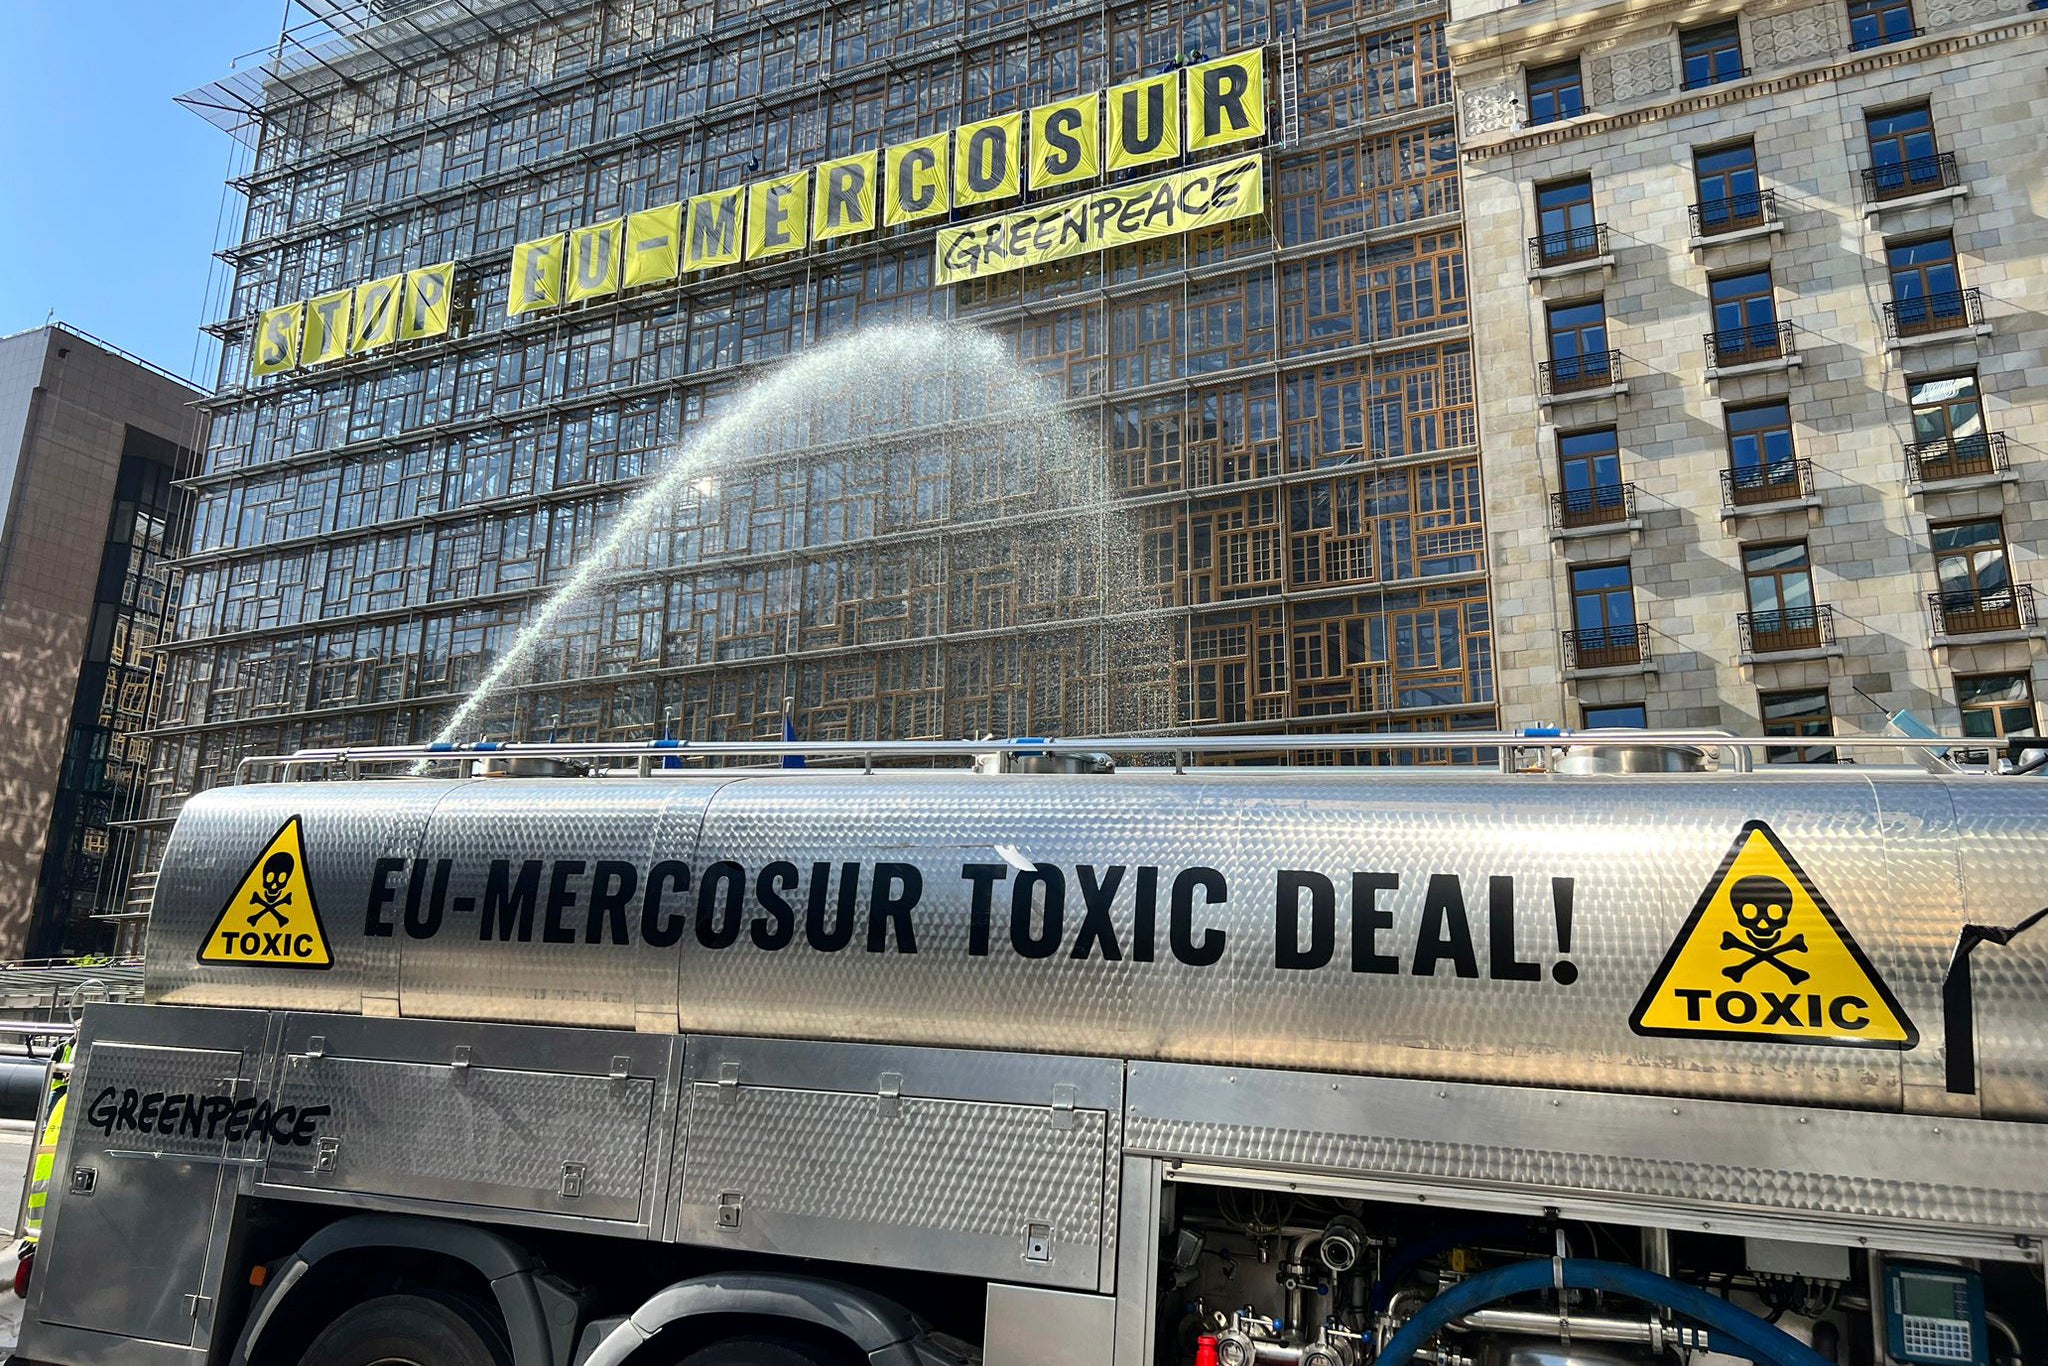 STOP EU-MERCOSUR
GREENPEACE
EU-MERCOSUR TOXIC DEAL!
TOXIC
TOXIC
GREENPEACE